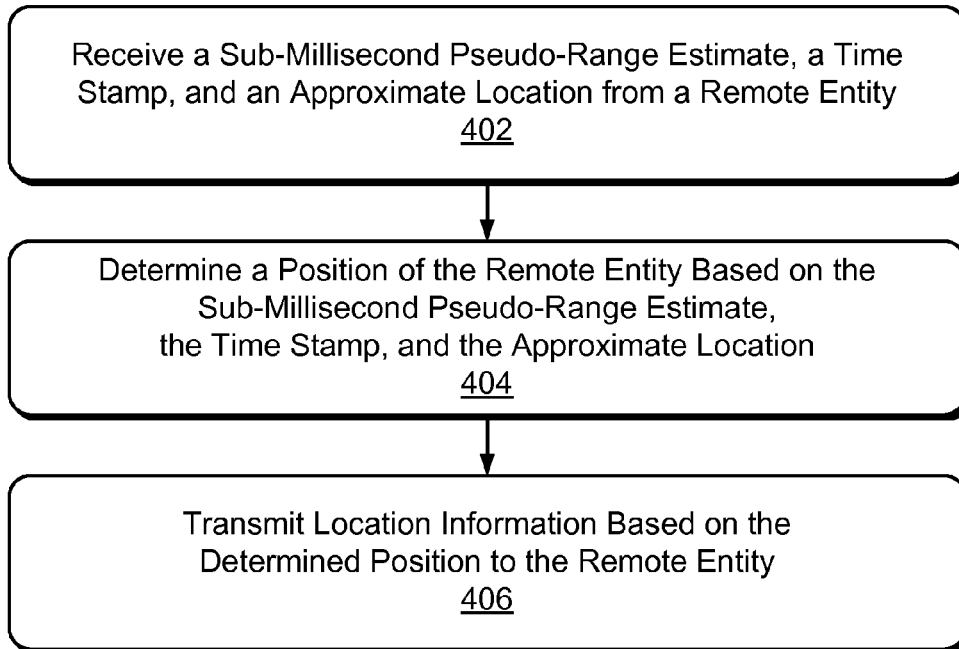 Receive a Sub-Millisecond Pseudo-Range Estimate, a Time
Stamp, and an Approximate Location from a Remote Entity
402
Determine a Position of the Remote Entity Based on the
Sub-Millisecond Pseudo-Range Estimate,
the Time Stamp, and the Approximate Location
404
Transmit Location Information Based on the
Determined Position to the Remote Entity
406